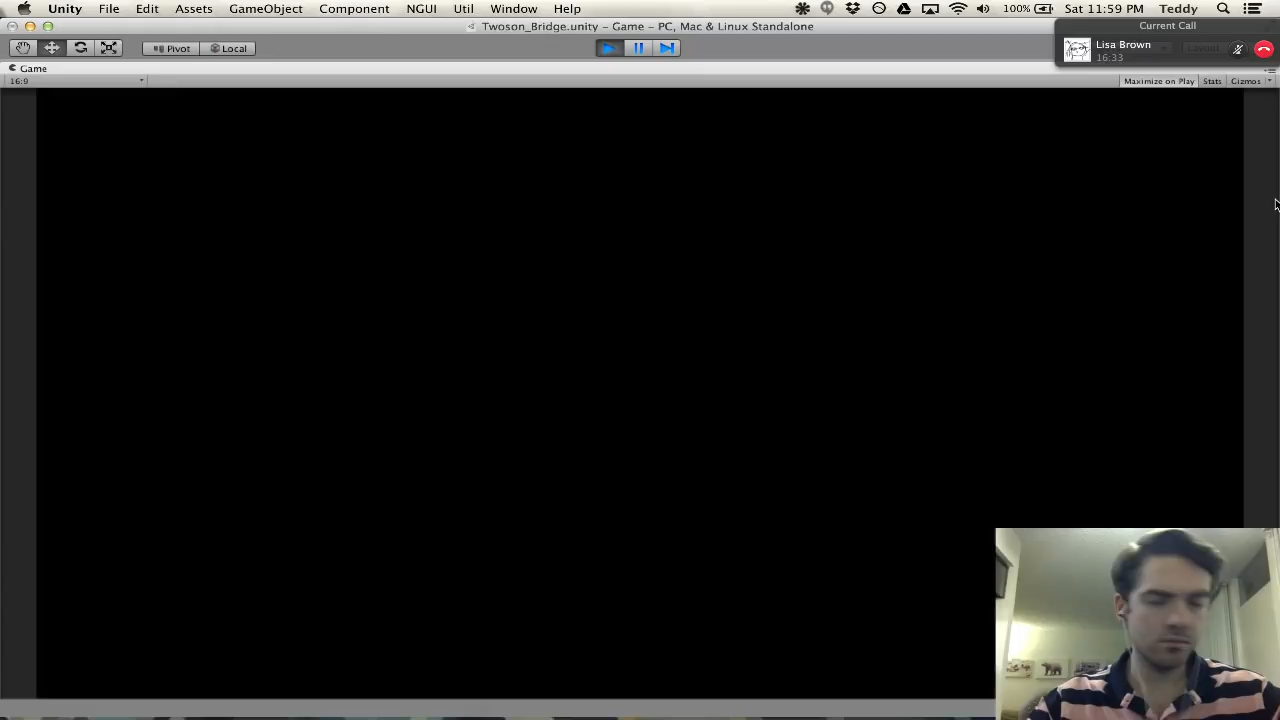 Unity File Edit Assets GameObject Component NGUI Util Window Help 100% Sat 11:59 PM Teddy
Twoson_Bridge.unity – Game – PC, Mac & Linux Standalone
Current Call
Pivot Local
Lisa Brown
16:33
Game
16:9 Maximize on Play Stats Gizmos